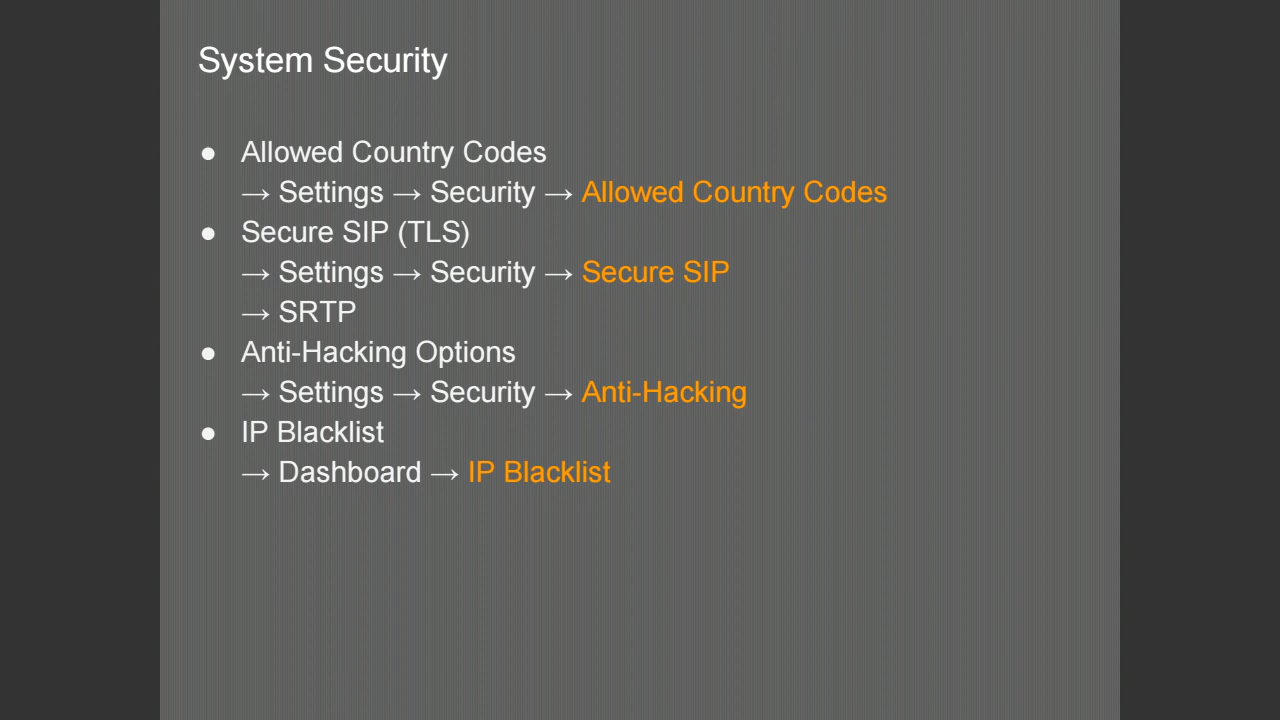 System Security
● Allowed Country Codes
→ Settings → Security → Allowed Country Codes
● Secure SIP (TLS)
→ Settings → Security → Secure SIP
→ SRTP
● Anti-Hacking Options
→ Settings → Security → Anti-Hacking
● IP Blacklist
→ Dashboard → IP Blacklist